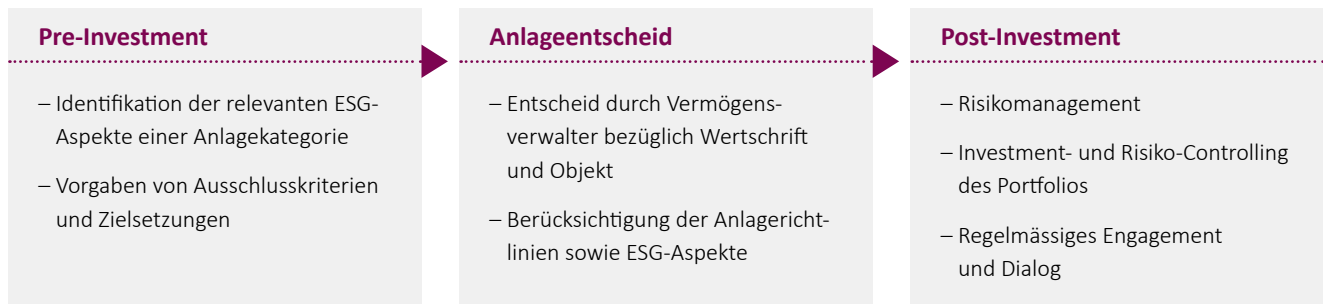 Pre-Investment
– Identifikation der relevanten ESG-
Aspekte einer Anlagekategorie
– Vorgaben von Ausschlusskriterien
und Zielsetzungen
Anlageentscheid
– Entscheid durch Vermögens-
verwalter bezüglich Wertschrift
und Objekt
– Berücksichtigung der Anlagericht-
linien sowie ESG-Aspekte
Post-Investment
– Risikomanagement
– Investment- und Risiko-Controlling
des Portfolios
– Regelmässiges Engagement
und Dialog